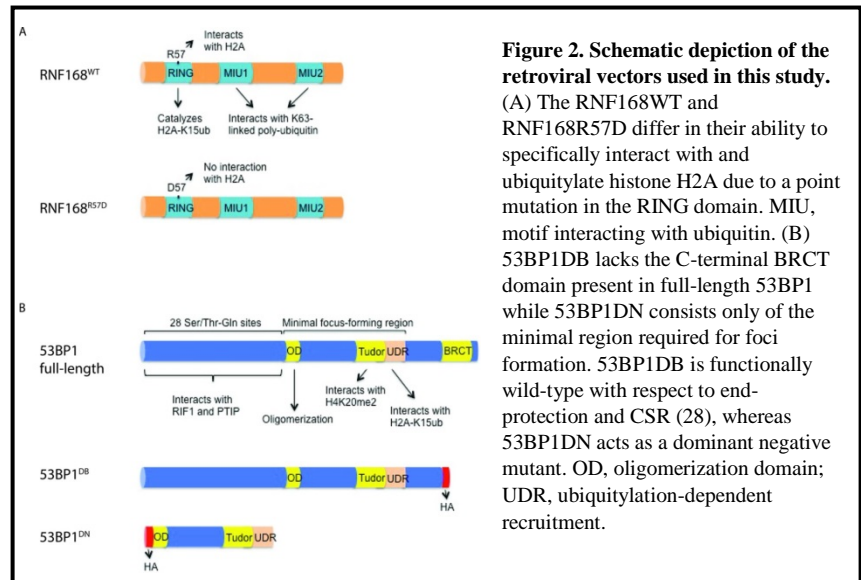 A
Interacts
with H2A
R57
RNF168WT
RING
MIU1
MIU2
Catalyzes
H2A-K15ub
Interacts with K63-
linked poly-ubiquitin
No interaction
with H2A
D57
RNF168R57D
RING
MIU1
MIU2
B
28 Ser/Thr-Gln sites
Minimal focus-forming region
53BP1
full-length
OD
Tudor
UDR
BRCT
Interacts with
RIF1 and PTIP
Oligomerization
Interacts with
H4K20me2
Interacts with
H2A-K15ub
53BP1DB
OD
Tudor
UDR
HA
53BP1DN
OD
Tudor
UDR
HA
Figure 2. Schematic depiction of the
retroviral vectors used in this study.
(A) The RNF168WT and
RNF168R57D differ in their ability to
specifically interact with and
ubiquitylate histone H2A due to a point
mutation in the RING domain. MIU,
motif interacting with ubiquitin. (B)
53BP1DB lacks the C-terminal BRCT
domain present in full-length 53BP1
while 53BP1DN consists only of the
minimal region required for foci
formation. 53BP1DB is functionally
wild-type with respect to end-
protection and CSR (28), whereas
53BP1DN acts as a dominant negative
mutant. OD, oligomerization domain;
UDR, ubiquitylation-dependent
recruitment.